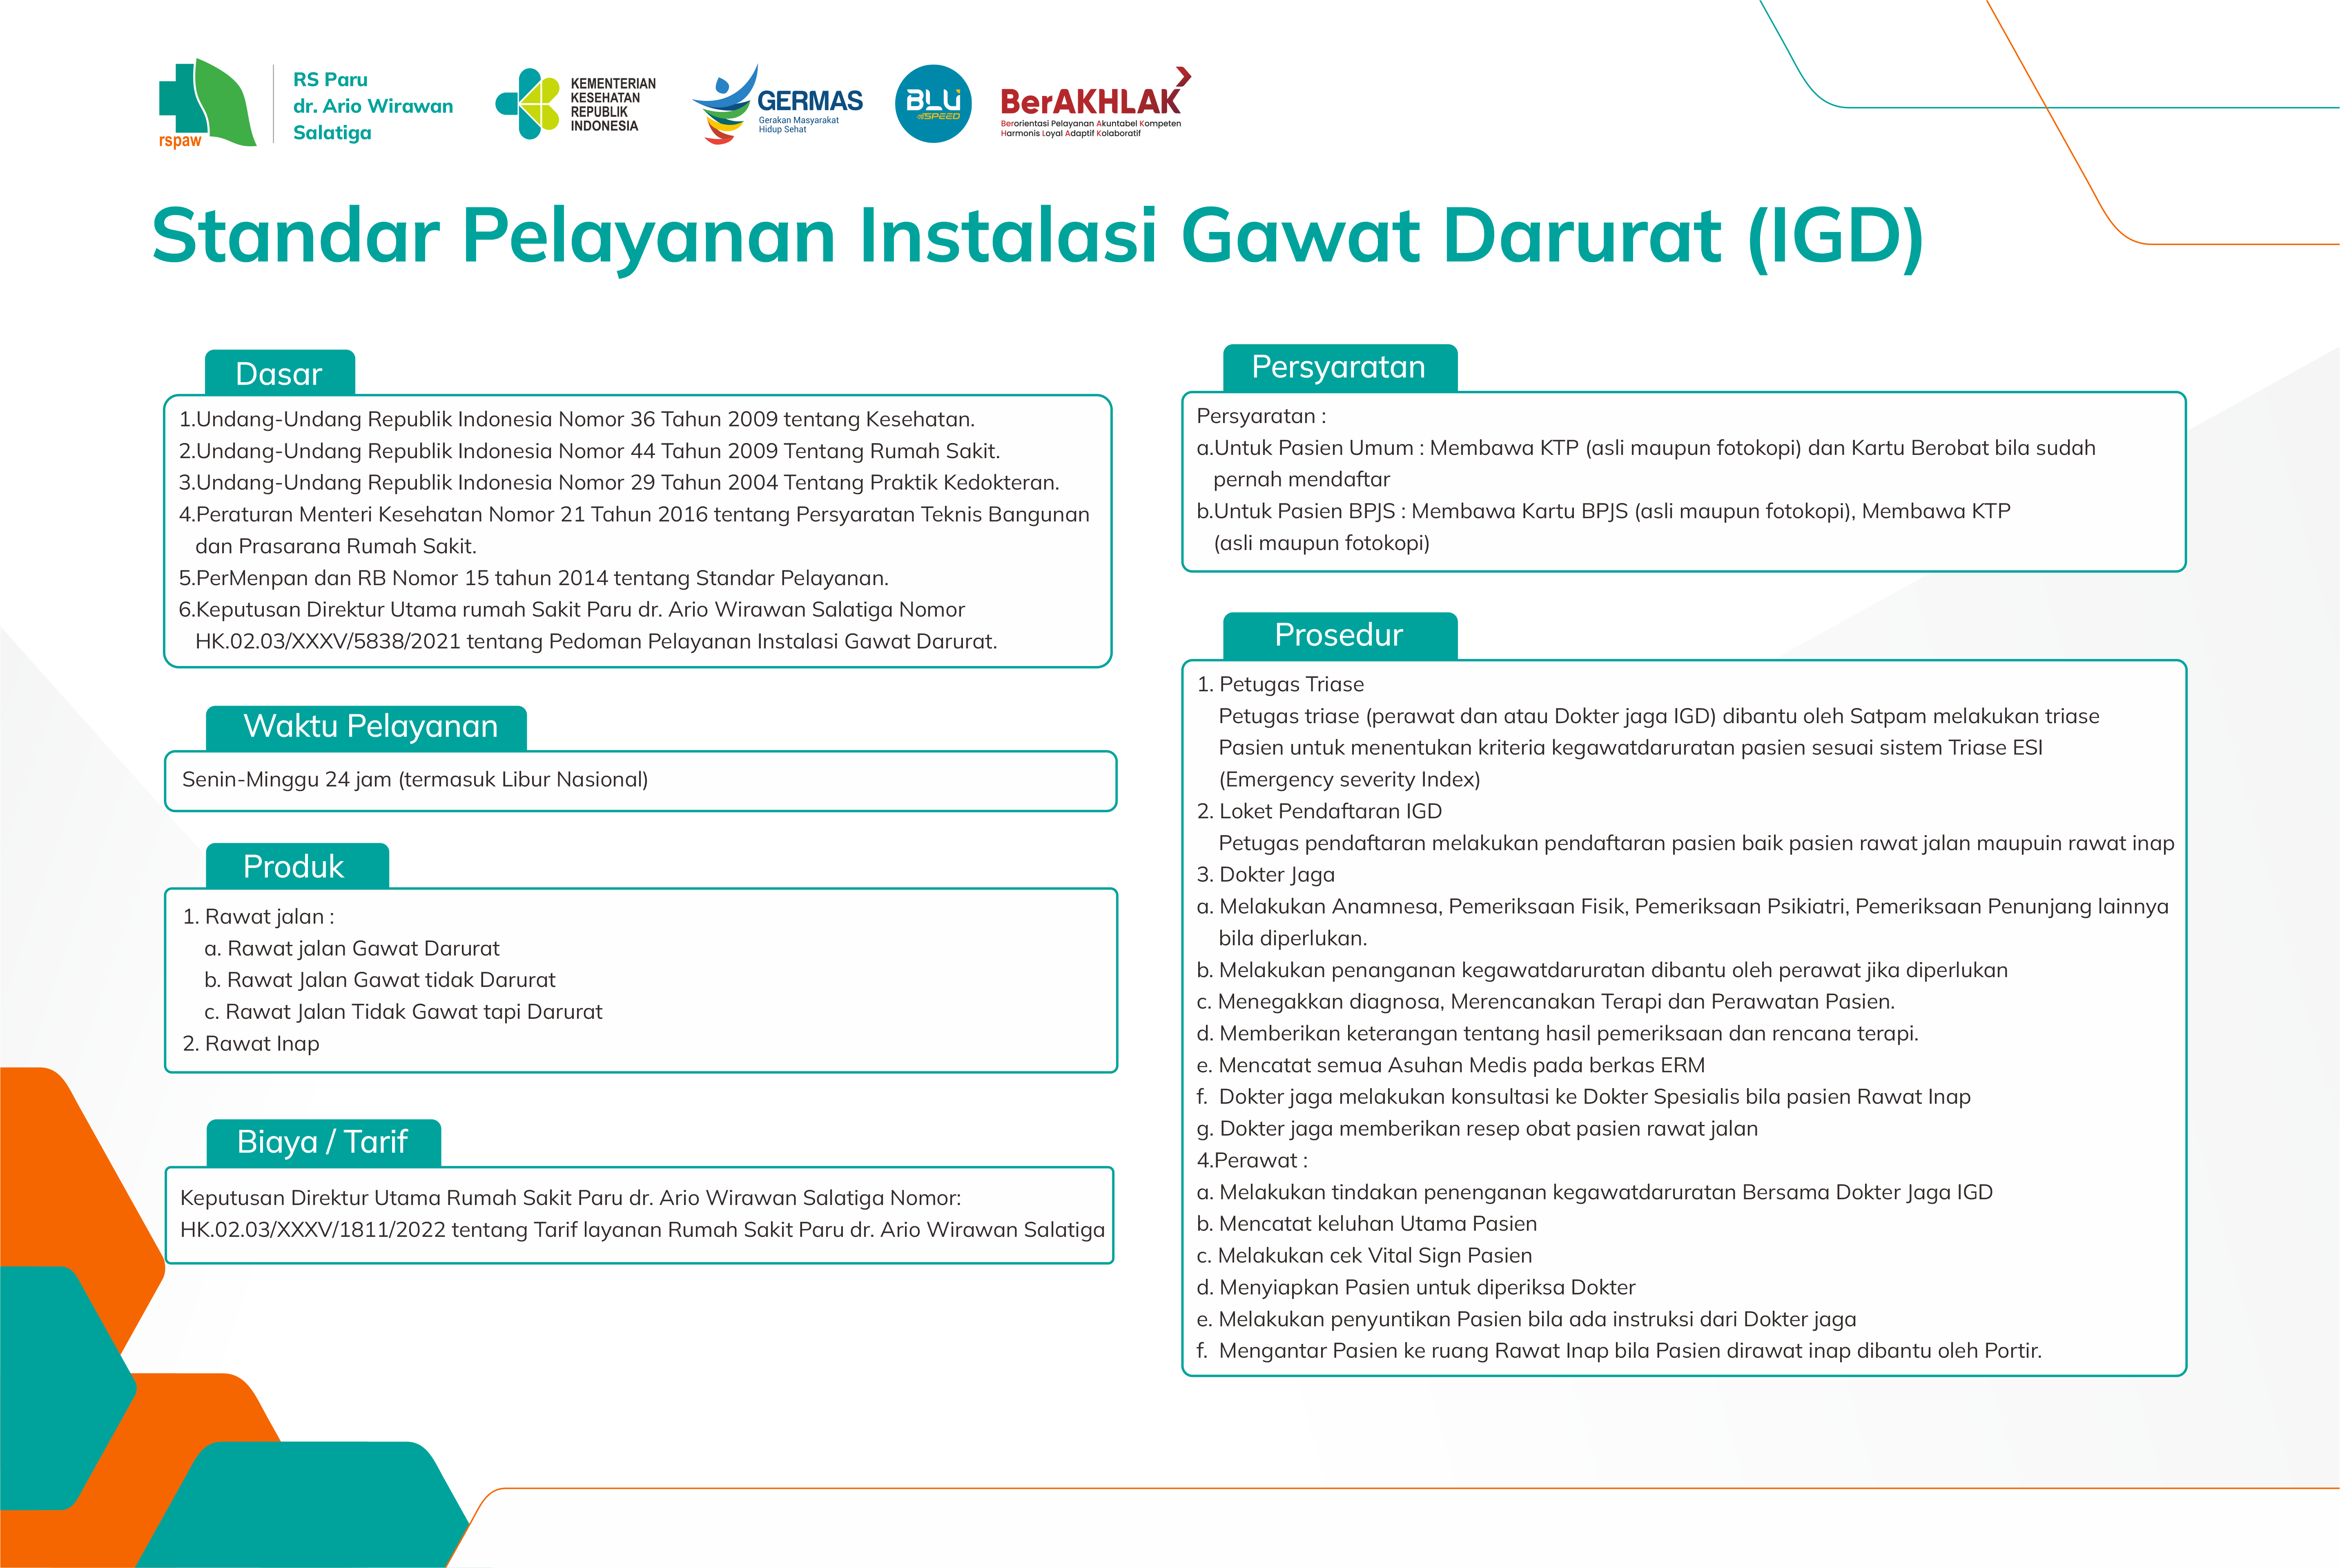 rspaw
RS Paru
dr. Ario Wirawan
Salatiga
KEMENTERIAN
KESEHATAN
REPUBLIK
INDONESIA
GERMAS
Gerakan Masyarakat
Hidup Sehat
BLU
SPEED
BerAKHLAK
Berorientasi Pelayanan Akuntabel Kompeten
Harmonis Loyal Adaptif Kolaboratif
Standar Pelayanan Instalasi Gawat Darurat (IGD)
Dasar
1.Undang-Undang Republik Indonesia Nomor 36 Tahun 2009 tentang Kesehatan.
2.Undang-Undang Republik Indonesia Nomor 44 Tahun 2009 Tentang Rumah Sakit.
3.Undang-Undang Republik Indonesia Nomor 29 Tahun 2004 Tentang Praktik Kedokteran.
4.Peraturan Menteri Kesehatan Nomor 21 Tahun 2016 tentang Persyaratan Teknis Bangunan
dan Prasarana Rumah Sakit.
5.PerMenpan dan RB Nomor 15 tahun 2014 tentang Standar Pelayanan.
6.Keputusan Direktur Utama rumah Sakit Paru dr. Ario Wirawan Salatiga Nomor
HK.02.03/XXXV/5838/2021 tentang Pedoman Pelayanan Instalasi Gawat Darurat.
Waktu Pelayanan
Senin-Minggu 24 jam (termasuk Libur Nasional)
Produk
1. Rawat jalan :
a. Rawat jalan Gawat Darurat
b. Rawat Jalan Gawat tidak Darurat
c. Rawat Jalan Tidak Gawat tapi Darurat
2. Rawat Inap
Biaya / Tarif
Keputusan Direktur Utama Rumah Sakit Paru dr. Ario Wirawan Salatiga Nomor:
HK.02.03/XXXV/1811/2022 tentang Tarif layanan Rumah Sakit Paru dr. Ario Wirawan Salatiga
Persyaratan
Persyaratan :
a.Untuk Pasien Umum : Membawa KTP (asli maupun fotokopi) dan Kartu Berobat bila sudah
pernah mendaftar
b.Untuk Pasien BPJS : Membawa Kartu BPJS (asli maupun fotokopi), Membawa KTP
(asli maupun fotokopi)
Prosedur
1. Petugas Triase
Petugas triase (perawat dan atau Dokter jaga IGD) dibantu oleh Satpam melakukan triase
Pasien untuk menentukan kriteria kegawatdaruratan pasien sesuai sistem Triase ESI
(Emergency severity Index)
2. Loket Pendaftaran IGD
Petugas pendaftaran melakukan pendaftaran pasien baik pasien rawat jalan maupuin rawat inap
3. Dokter Jaga
a. Melakukan Anamnesa, Pemeriksaan Fisik, Pemeriksaan Psikiatri, Pemeriksaan Penunjang lainnya
bila diperlukan.
b. Melakukan penanganan kegawatdaruratan dibantu oleh perawat jika diperlukan
c. Menegakkan diagnosa, Merencanakan Terapi dan Perawatan Pasien.
d. Memberikan keterangan tentang hasil pemeriksaan dan rencana terapi.
e. Mencatat semua Asuhan Medis pada berkas ERM
f. Dokter jaga melakukan konsultasi ke Dokter Spesialis bila pasien Rawat Inap
g. Dokter jaga memberikan resep obat pasien rawat jalan
4.Perawat :
a. Melakukan tindakan penenganan kegawatdaruratan Bersama Dokter Jaga IGD
b. Mencatat keluhan Utama Pasien
c. Melakukan cek Vital Sign Pasien
d. Menyiapkan Pasien untuk diperiksa Dokter
e. Melakukan penyuntikan Pasien bila ada instruksi dari Dokter jaga
f. Mengantar Pasien ke ruang Rawat Inap bila Pasien dirawat inap dibantu oleh Portir.